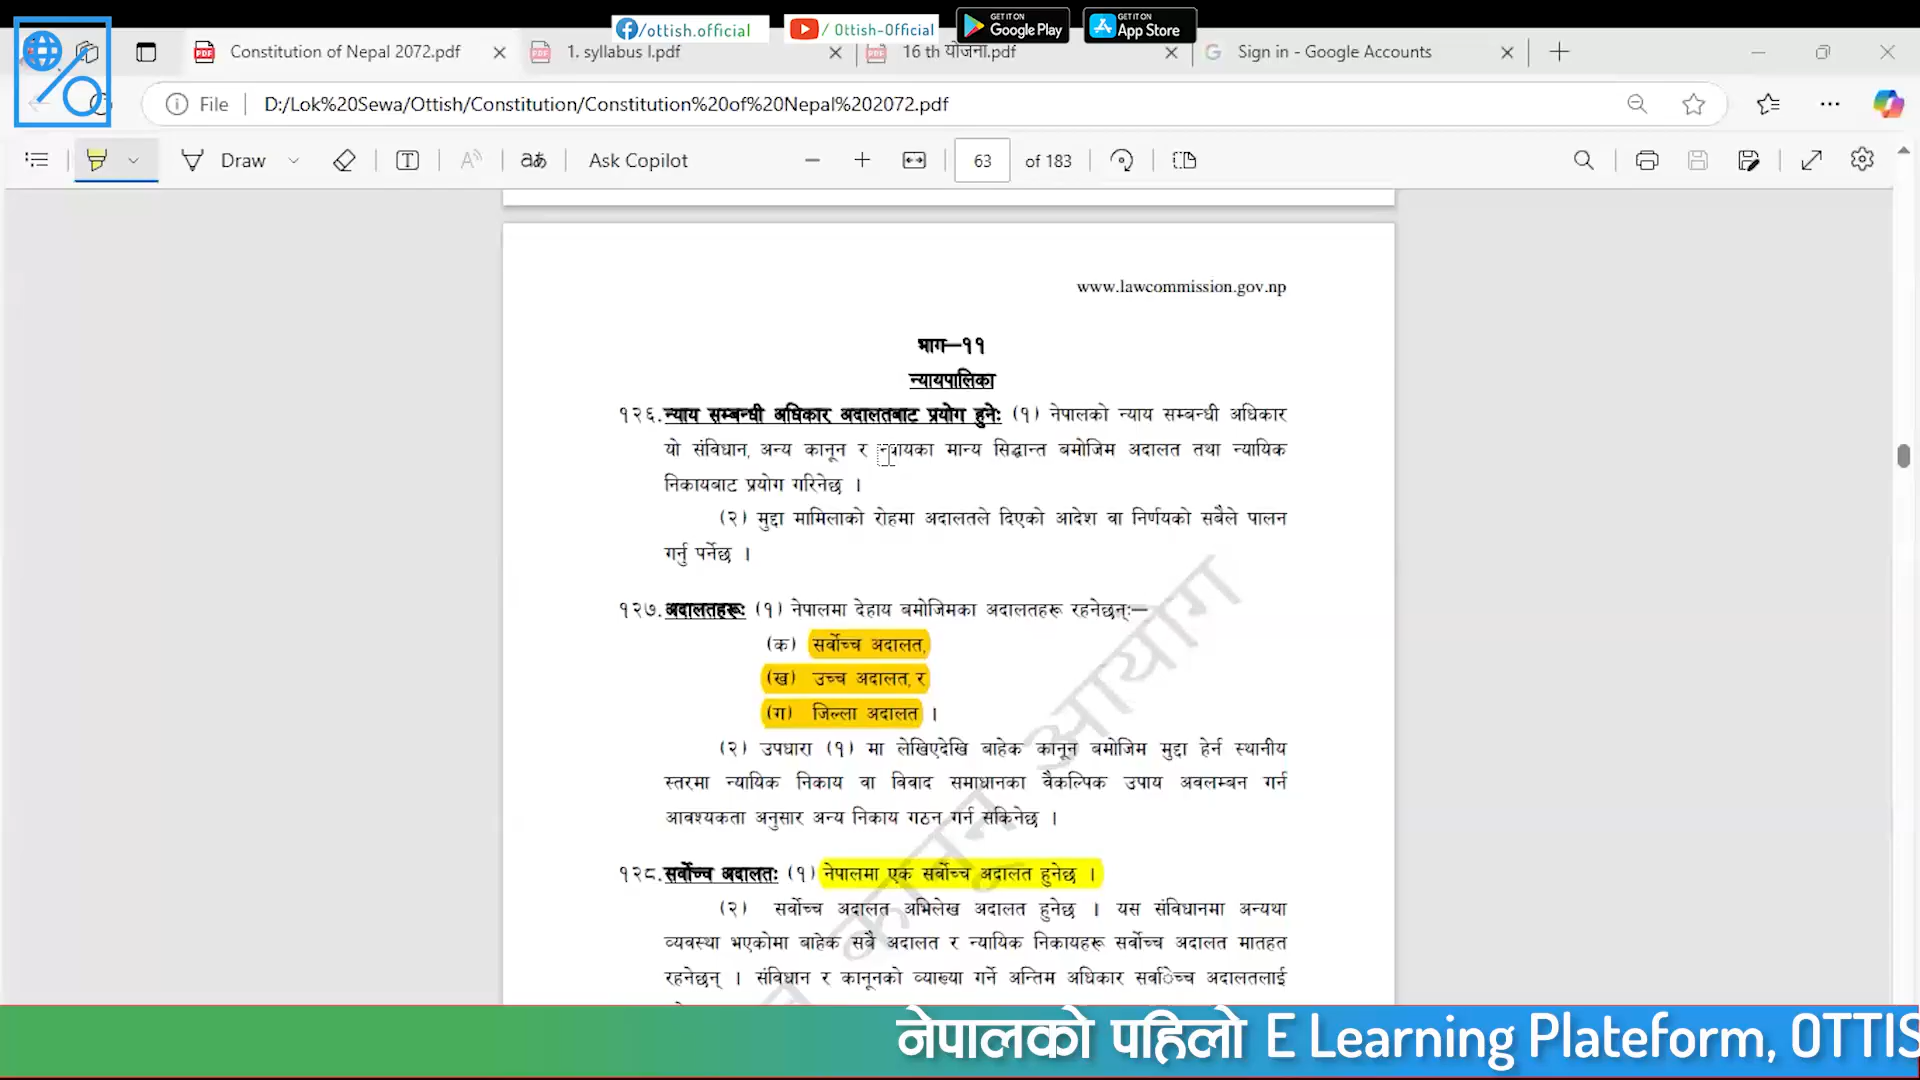 /ottish.official
/ Ottish-Official
GET IT ON
Google Play
GET IT ON
App Store
Constitution of Nepal 2072.pdf
1. syllabus I.pdf
16 th योजना.pdf
Sign in - Google Accounts
File
D:/Lok%20Sewa/Ottish/Constitution/Constitution%20of%20Nepal%202072.pdf
Draw
Ask Copilot
63
of 183
www.lawcommission.gov.np
भाग–११
न्यायपालिका
१२६. न्याय सम्बन्धी अधिकार अदालतबाट प्रयोग हुनेः (१) नेपालको न्याय सम्बन्धी अधिकार
यो संविधान, अन्य कानून र न्यायका मान्य सिद्धान्त बमोजिम अदालत तथा न्यायिक
निकायबाट प्रयोग गरिनेछ ।
(२) मुद्दा मामिलाको रोहमा अदालतले दिएको आदेश वा निर्णयको सबैले पालन
गर्नु पर्नेछ ।
१२७. अदालतहरूः (१) नेपालमा देहाय बमोजिमका अदालतहरू रहनेछन्ः–
(क) सर्वोच्च अदालत,
(ख) उच्च अदालत, र
(ग) जिल्ला अदालत ।
(२) उपधारा (१) मा लेखिएदेखि बाहेक कानून बमोजिम मुद्दा हेर्न स्थानीय
स्तरमा न्यायिक निकाय वा विवाद समाधानका वैकल्पिक उपाय अवलम्बन गर्न
आवश्यकता अनुसार अन्य निकाय गठन गर्न सकिनेछ ।
१२८. सर्वोच्च अदालतः (१) नेपालमा एक सर्वोच्च अदालत हुनेछ ।
(२) सर्वोच्च अदालत अभिलेख अदालत हुनेछ । यस संविधानमा अन्यथा
व्यवस्था भएकोमा बाहेक सबै अदालत र न्यायिक निकायहरू सर्वोच्च अदालत मातहत
रहनेछन् । संविधान र कानूनको व्याख्या गर्ने अन्तिम अधिकार सर्वाेच्च अदालतलाई
कानून आयोग
नेपालको पहिलो E Learning Plateform, OTTIS